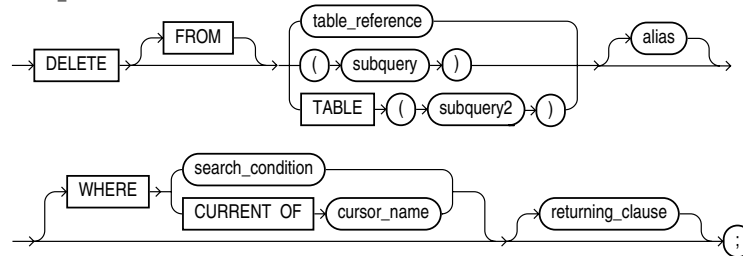 FROM
table_reference
alias
DELETE
( subquery )
TABLE ( subquery2 )
WHERE
search_condition
CURRENT OF cursor_name
returning_clause
;